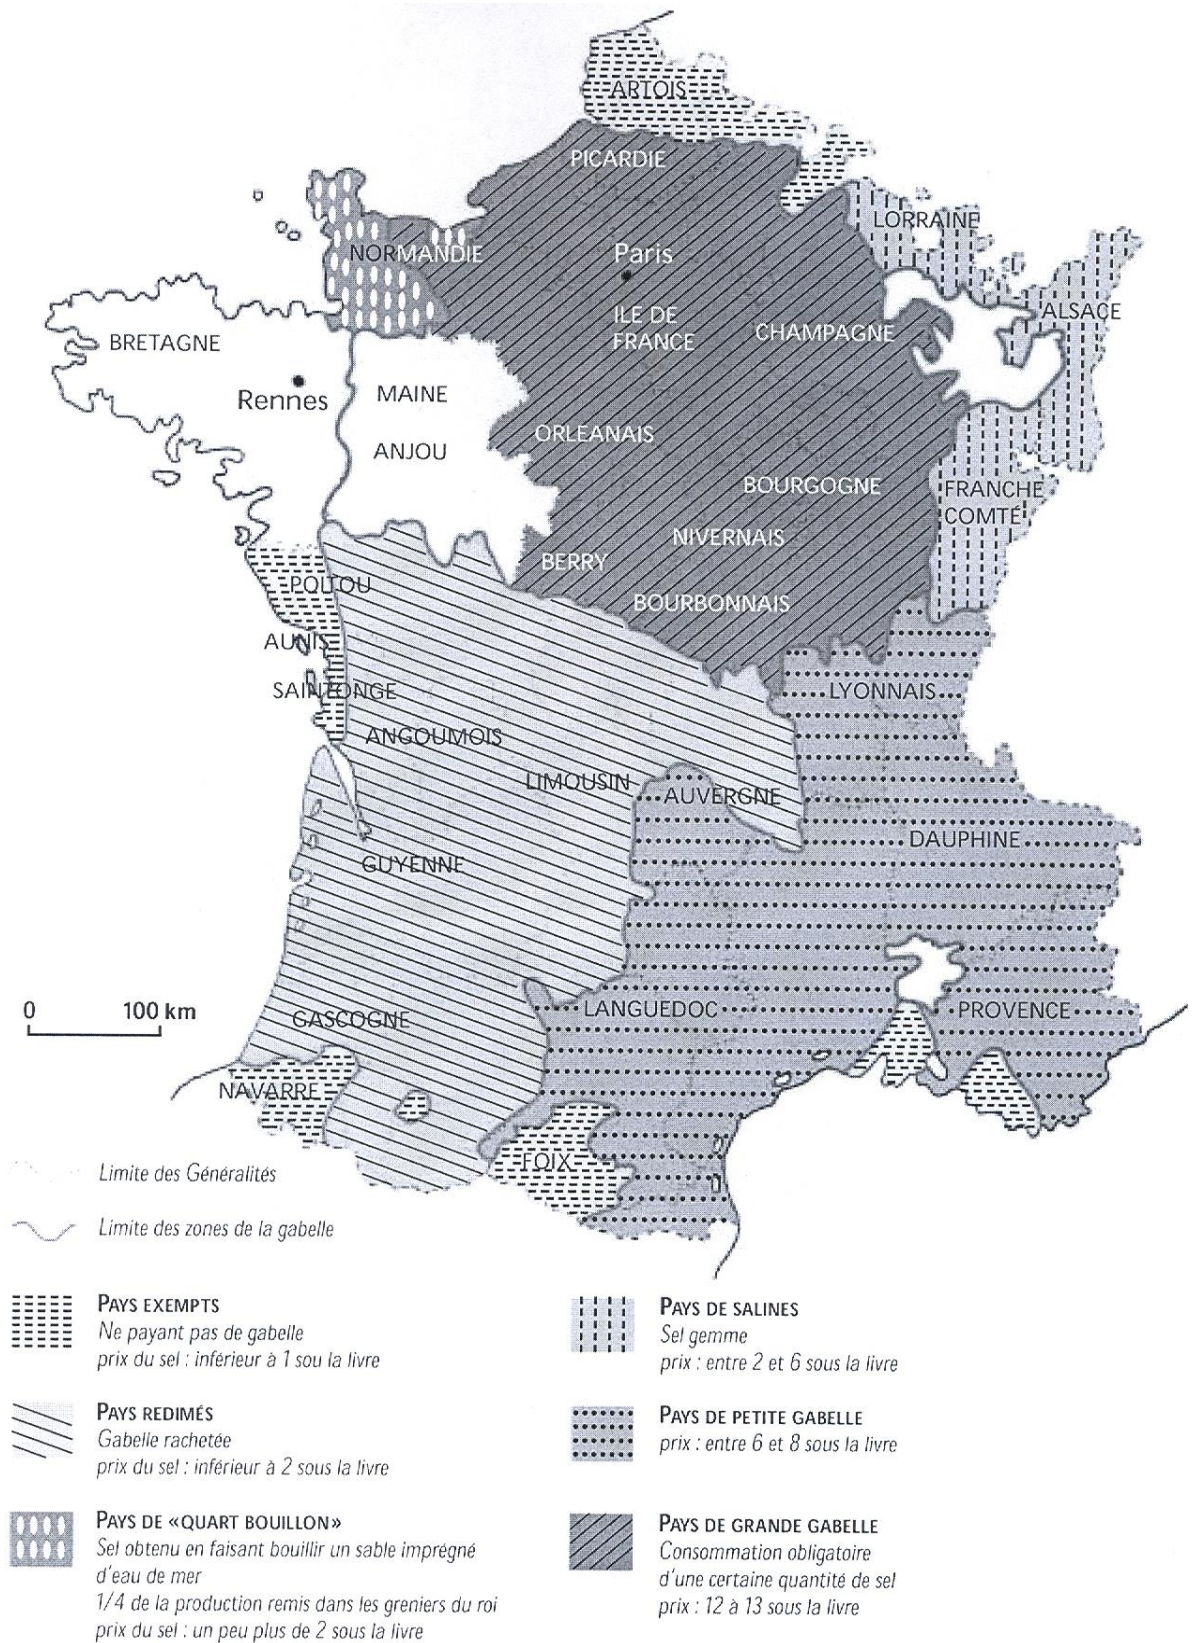 ARTOIS
PICARDIE
LORRAINE
NORMANDIE
Paris
ALSACE
ILE DE
FRANCE
CHAMPAGNE
BRETAGNE
Rennes
MAINE
ANJOU
ORLEANAIS
BOURGOGNE
FRANCHE
COMTÉ
NIVERNAIS
BERRY
POITOU
BOURBONNAIS
AUNIS
SAINTONGE
LYONNAIS
ANGOUMOIS
LIMOUSIN
AUVERGNE
DAUPHINE
GUYENNE
0 100 km
GASCOGNE
LANGUEDOC
PROVENCE
NAVARRE
FOIX
Limite des Généralités
Limite des zones de la gabelle
PAYS EXEMPTS
Ne payant pas de gabelle
prix du sel : inférieur à 1 sou la livre
PAYS REDIMÉS
Gabelle rachetée
prix du sel : inférieur à 2 sous la livre
PAYS DE «QUART BOUILLON»
Sel obtenu en faisant bouillir un sable imprégné
d'eau de mer
1/4 de la production remis dans les greniers du roi
prix du sel : un peu plus de 2 sous la livre
PAYS DE SALINES
Sel gemme
prix : entre 2 et 6 sous la livre
PAYS DE PETITE GABELLE
prix : entre 6 et 8 sous la livre
PAYS DE GRANDE GABELLE
Consommation obligatoire
d'une certaine quantité de sel
prix : 12 à 13 sous la livre